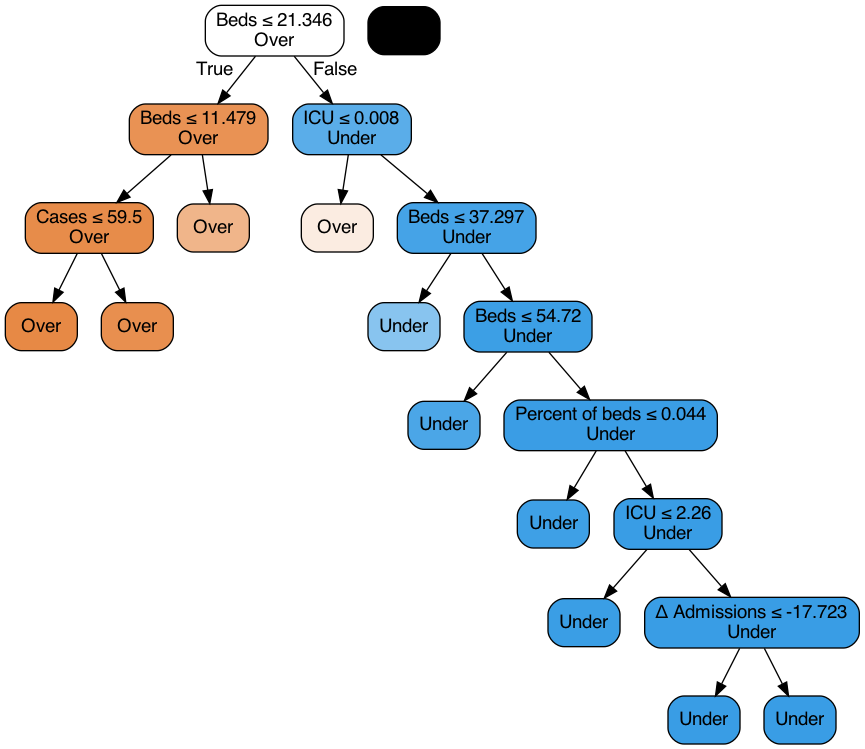 Beds ≤ 21.346
Over
True
False
Beds ≤ 11.479
Over
ICU ≤ 0.008
Under
Cases ≤ 59.5
Over
Over
Over
Beds ≤ 37.297
Under
Over
Over
Under
Beds ≤ 54.72
Under
Under
Percent of beds ≤ 0.044
Under
Under
ICU ≤ 2.26
Under
Under
Δ Admissions ≤ -17.723
Under
Under
Under